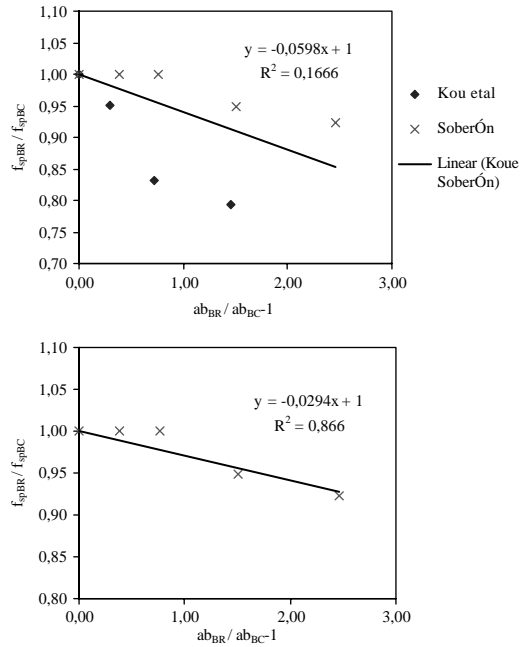 1,10
1,05
1,00
0,95
0,90
0,85
0,80
0,75
0,70
f_spBR / f_spBC
y = -0,0598x + 1
R² = 0,1666
0,00 1,00 2,00 3,00
ab_BR / ab_BC-1
Kou etal
SoberÓn
Linear (Koue
SoberÓn)
1,10
1,05
1,00
0,95
0,90
0,85
0,80
f_spBR / f_spBC
y = -0,0294x + 1
R² = 0,866
0,00 1,00 2,00 3,00
ab_BR / ab_BC-1